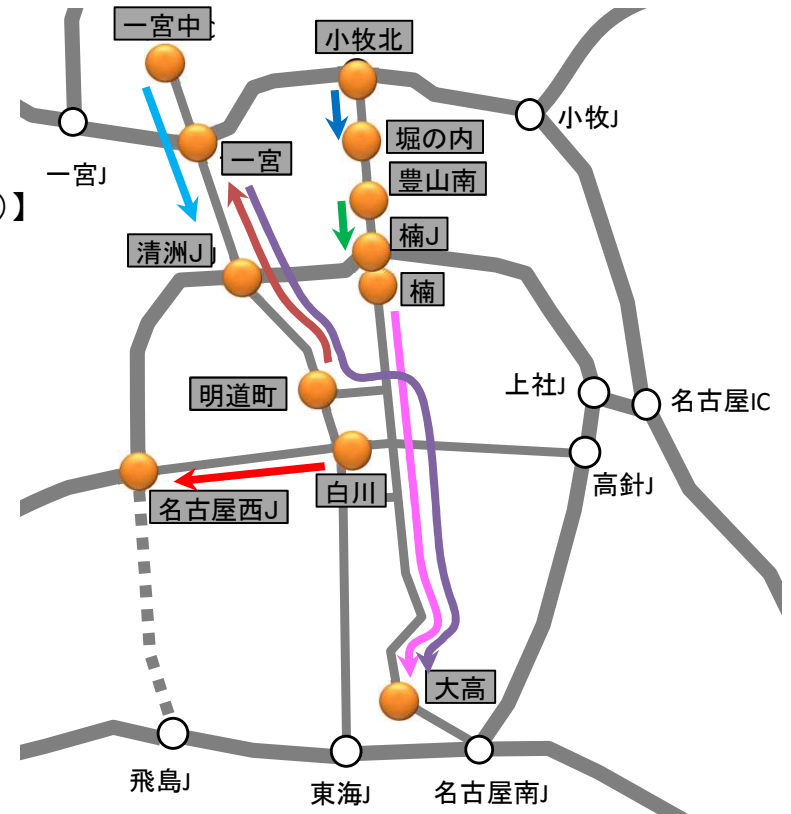 一宮中
小牧北
小牧J
堀の内
一宮J
一宮
豊山南
)】
清洲J
楠J
楠
明道町
上社J
名古屋IC
白川
高針J
名古屋西J
大高
飛島J
東海J
名古屋南J